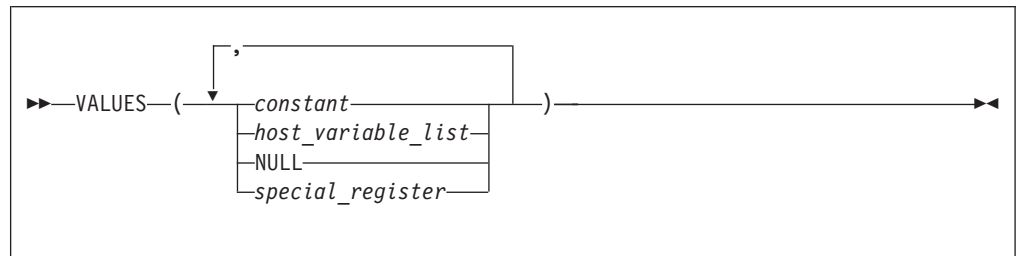 ,
VALUES ( constant )
host_variable_list
NULL
special_register